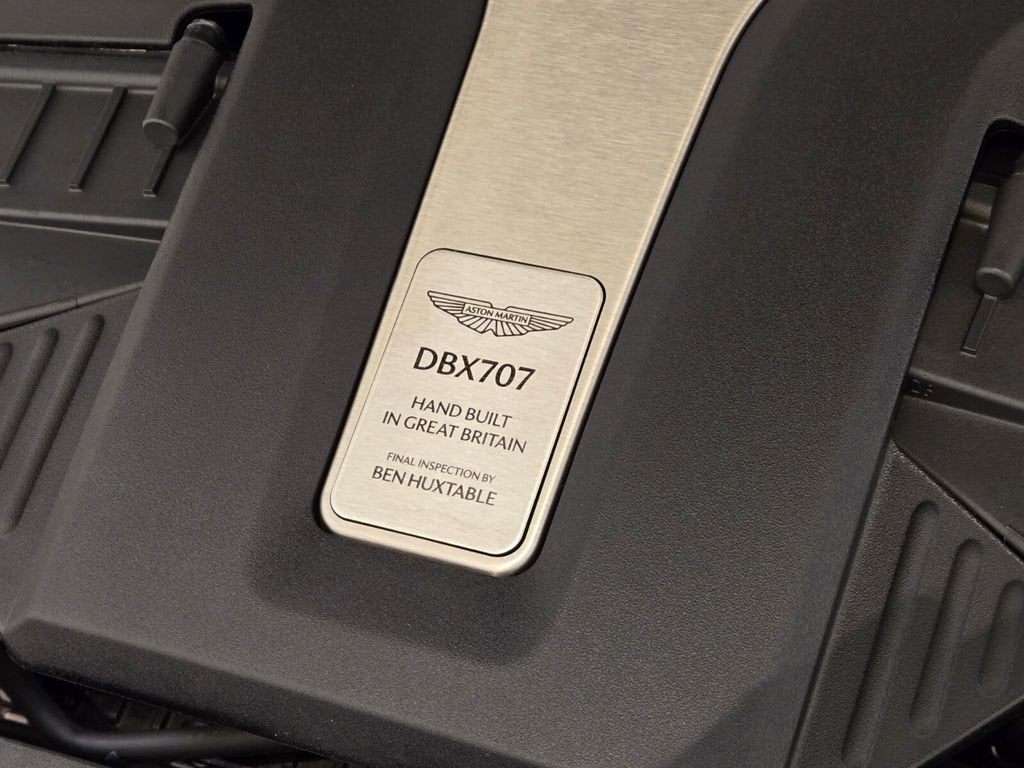 ASTON MARTIN
DBX707
HAND BUILT
IN GREAT BRITAIN
FINAL INSPECTION BY
BEN HUXTABLE